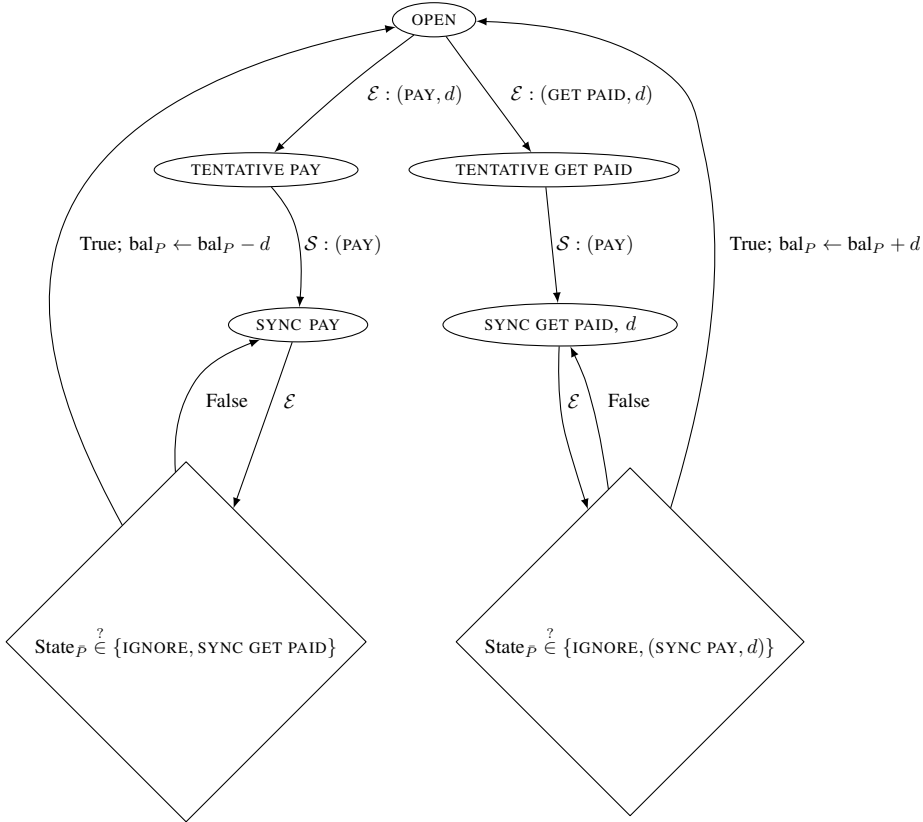 OPEN
ℰ : (PAY, d)
ℰ : (GET PAID, d)
TENTATIVE PAY
TENTATIVE GET PAID
True; bal_P ← bal_P − d
𝒮 : (PAY)
𝒮 : (PAY)
True; bal_P ← bal_P + d
SYNC PAY
SYNC GET PAID, d
False
ℰ
ℰ
False
State_P̄ ∈? {IGNORE, SYNC GET PAID}
State_P̄ ∈? {IGNORE, (SYNC PAY, d)}